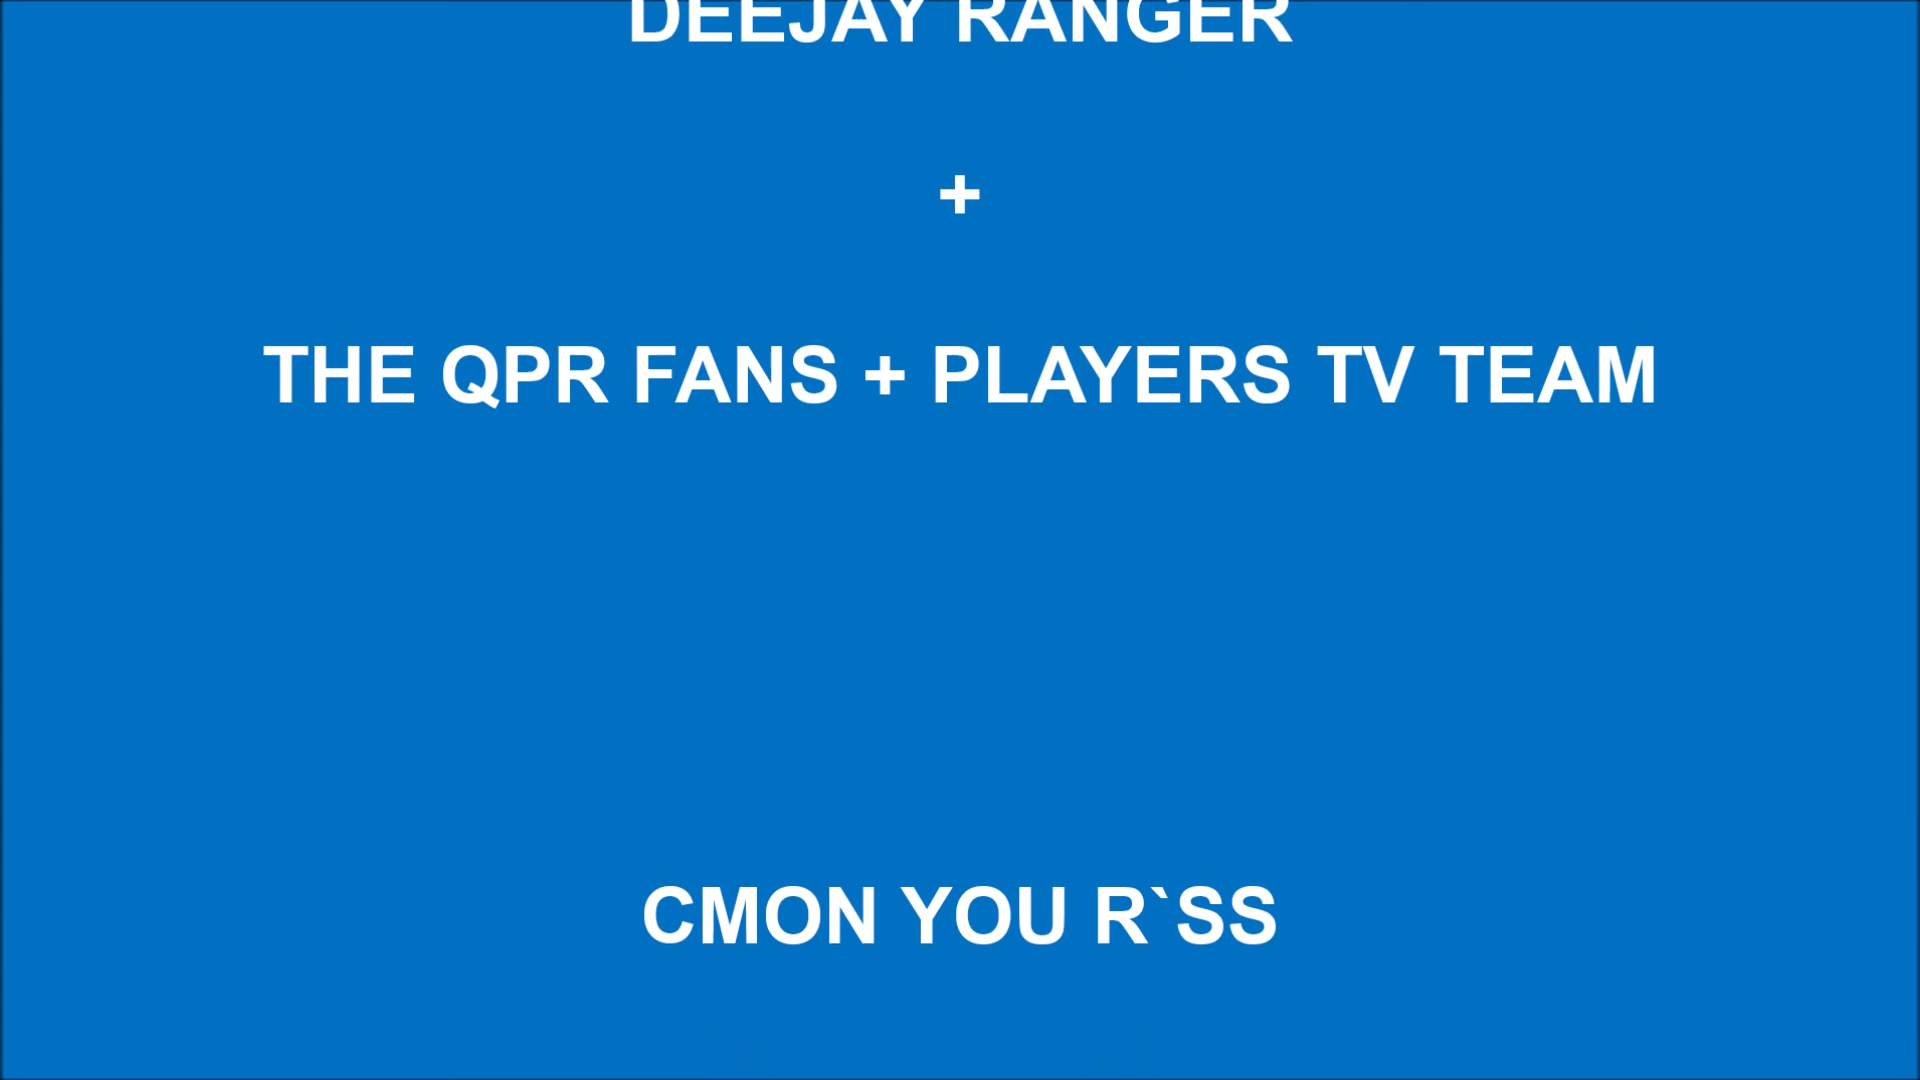 DEEJAY RANGER
+
THE QPR FANS + PLAYERS TV TEAM
CMON YOU R`SS